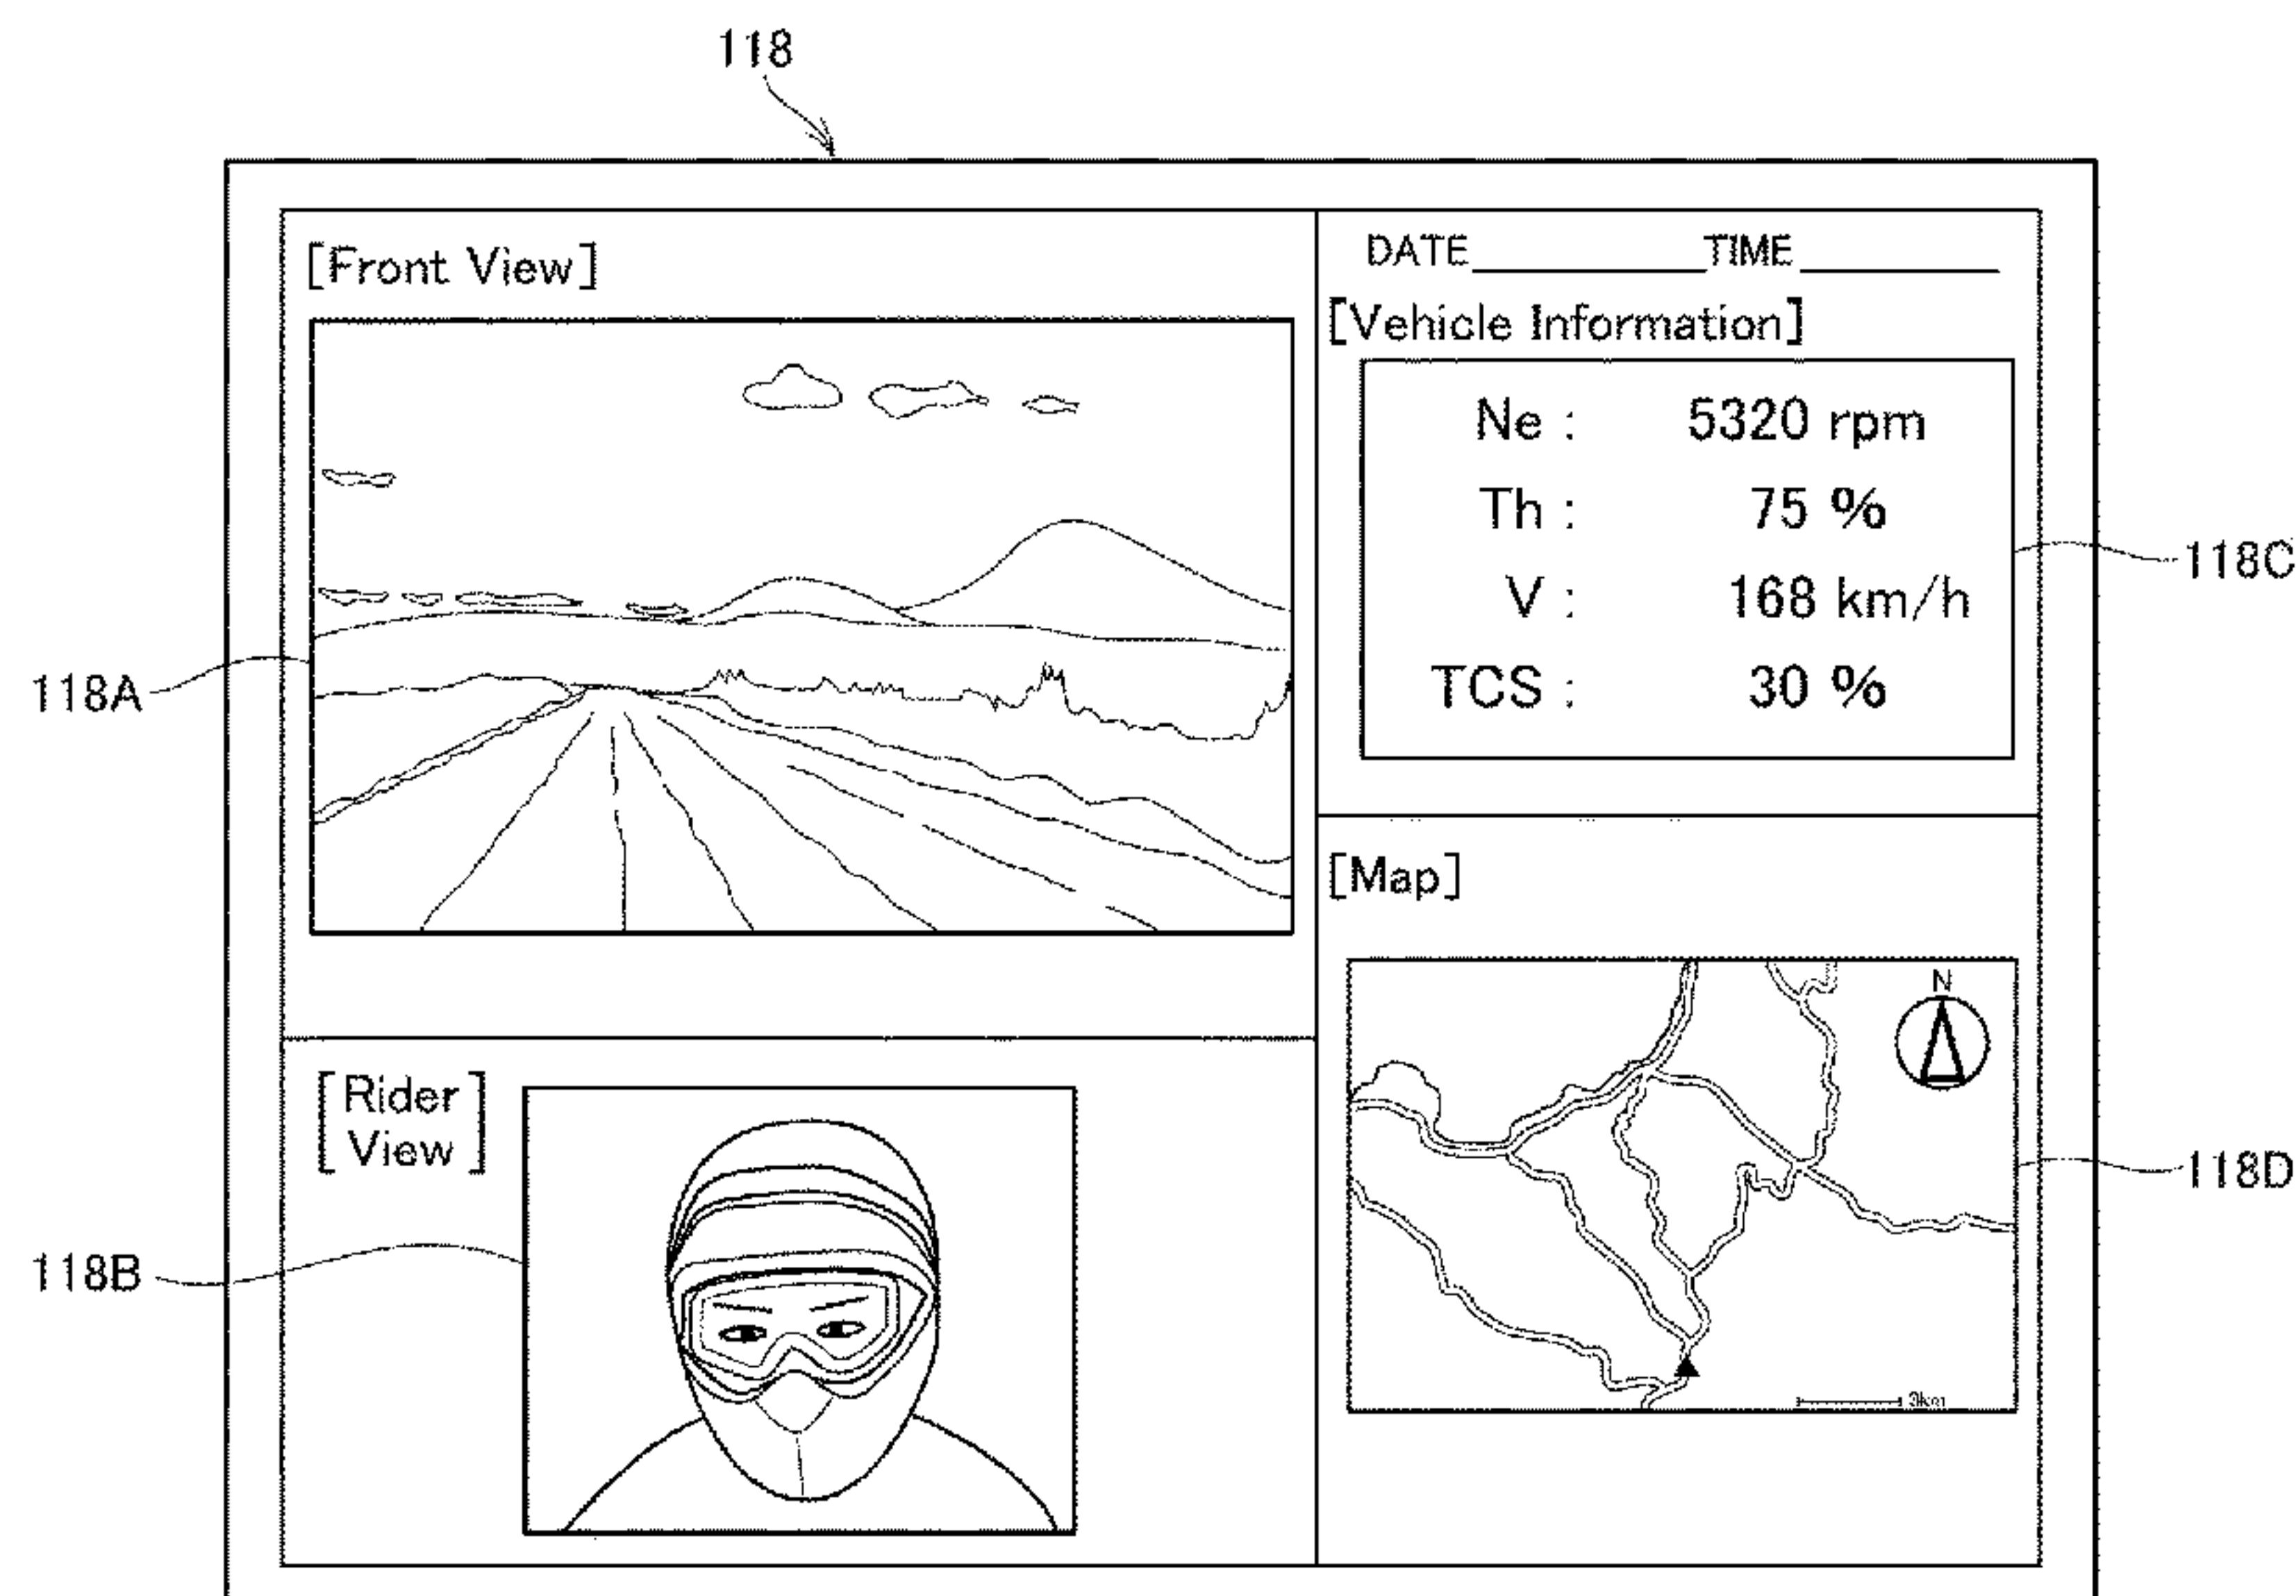 118
[Front View]
DATE TIME
[Vehicle Information]
Ne : 5320 rpm
Th : 75 %
V : 168 km/h
TCS : 30 %
118C
118A
[Map]
N
118D
[Rider
View]
118B